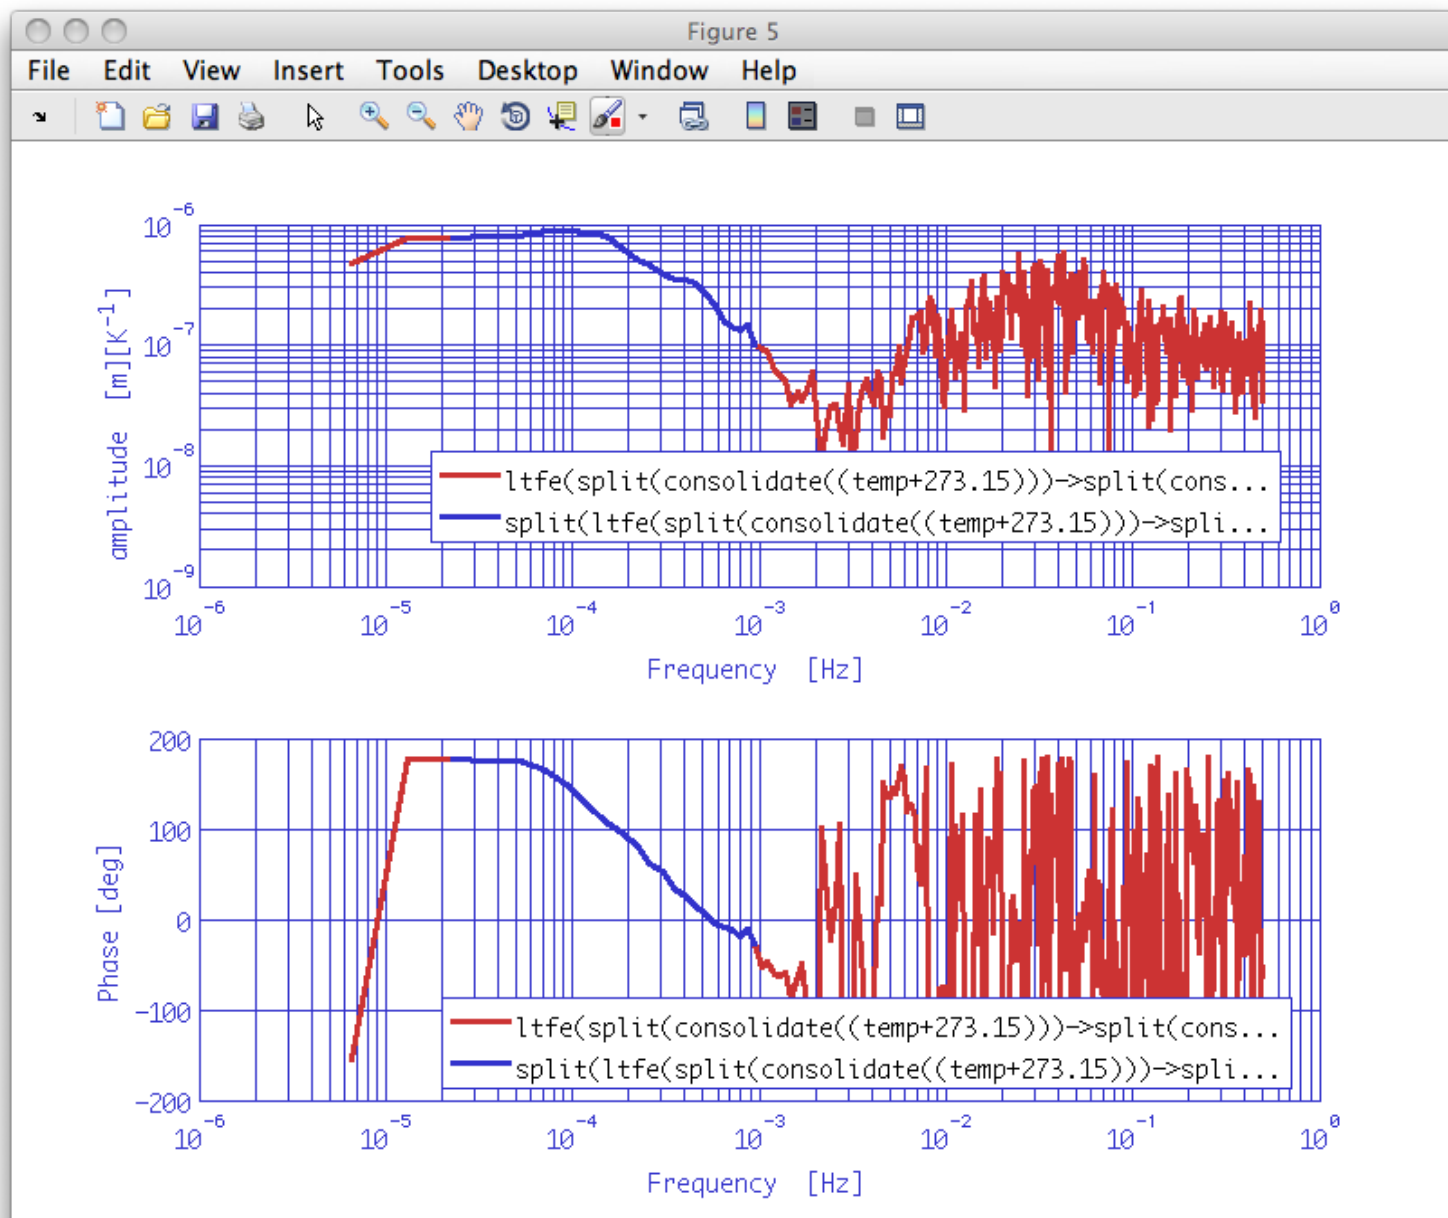 Figure 5
File Edit View Insert Tools Desktop Window Help
10^-6
10^-7
10^-8
10^-9
amplitude [m][K^-1]
10^-6 10^-5 10^-4 10^-3 10^-2 10^-1 10^0
Frequency [Hz]
ltfe(split(consolidate((temp+273.15)))->split(cons...
split(ltfe(split(consolidate((temp+273.15)))->spli...
200
100
0
-100
-200
Phase [deg]
ltfe(split(consolidate((temp+273.15)))->split(cons...
split(ltfe(split(consolidate((temp+273.15)))->spli...
10^-6 10^-5 10^-4 10^-3 10^-2 10^-1 10^0
Frequency [Hz]